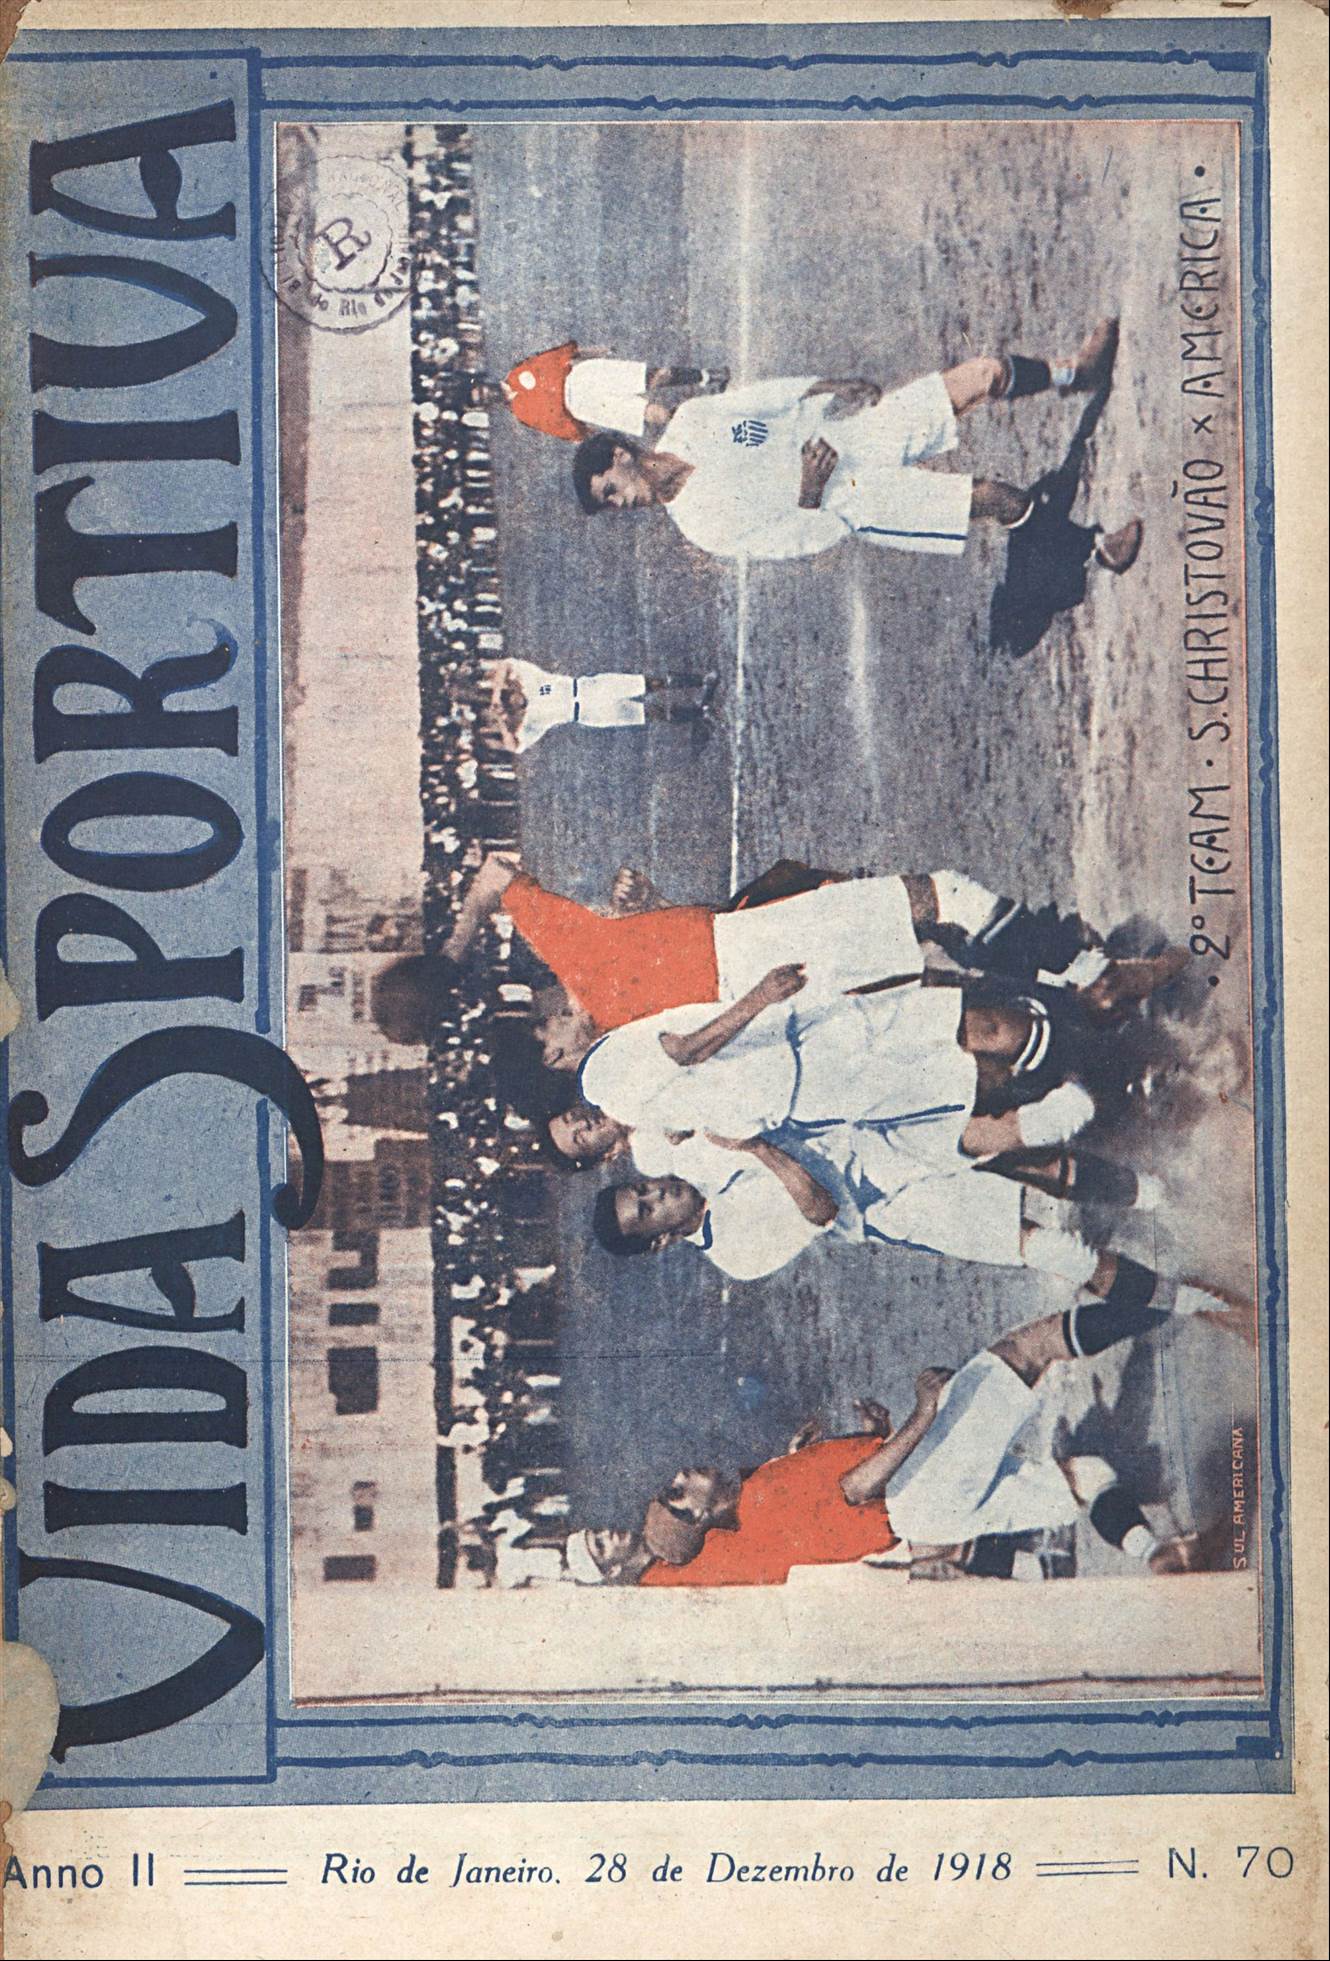 VIDA SPORTIVA
R
· 2º TEAM · S. CHRISTOVÃO × AMERICA ·
SUL AMERICANA
Anno II Rio de Janeiro. 28 de Dezembro de 1918 N. 70